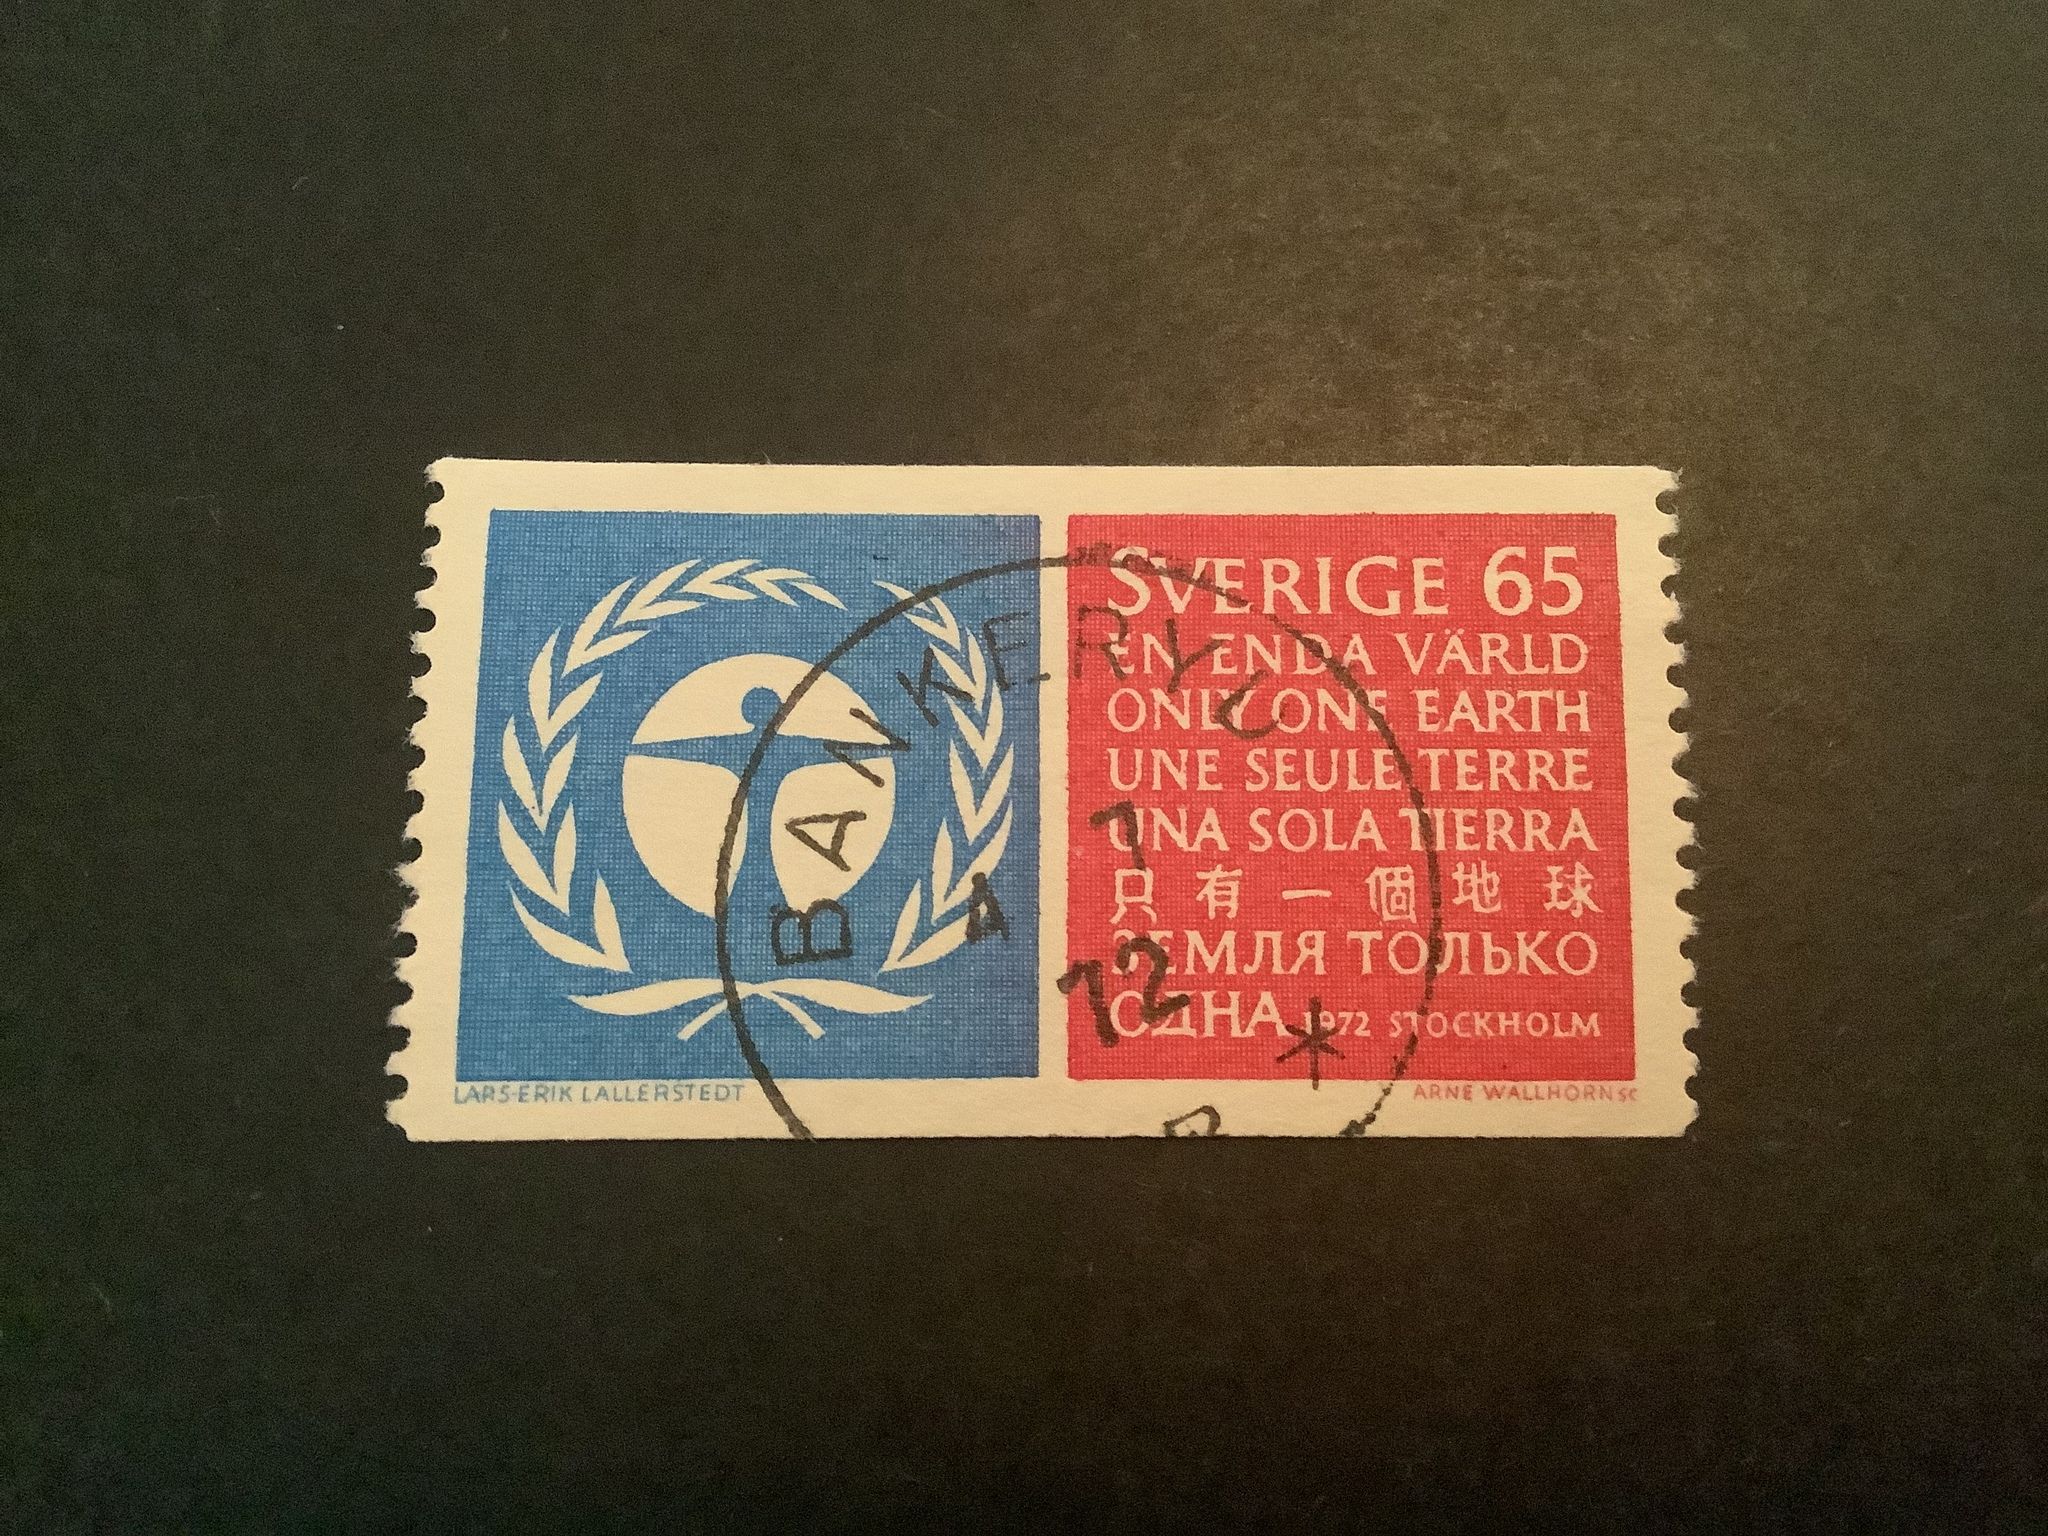 SVERIGE 65
EN ENDA VÄRLD
ONLY ONE EARTH
UNE SEULE TERRE
UNA SOLA TIERRA
只有一個地球
ЗЕМЛЯ ТОЛЬКО
ОДНА 1972 STOCKHOLM
LARS-ERIK LALLERSTEDT
ARNE WALLHORN SC
BANKERYD
4 7
72
*